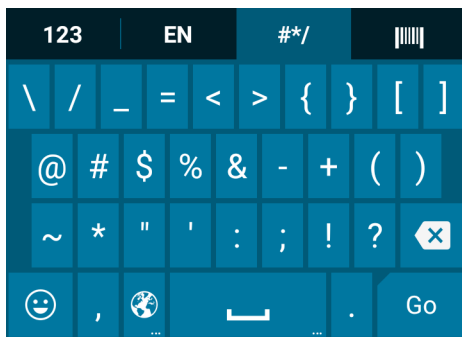 123 EN #*/
\ / _ = < > { } [ ]
@ # $ % & - + ( )
~ * " ' : ; ! ?
, ... ... . Go